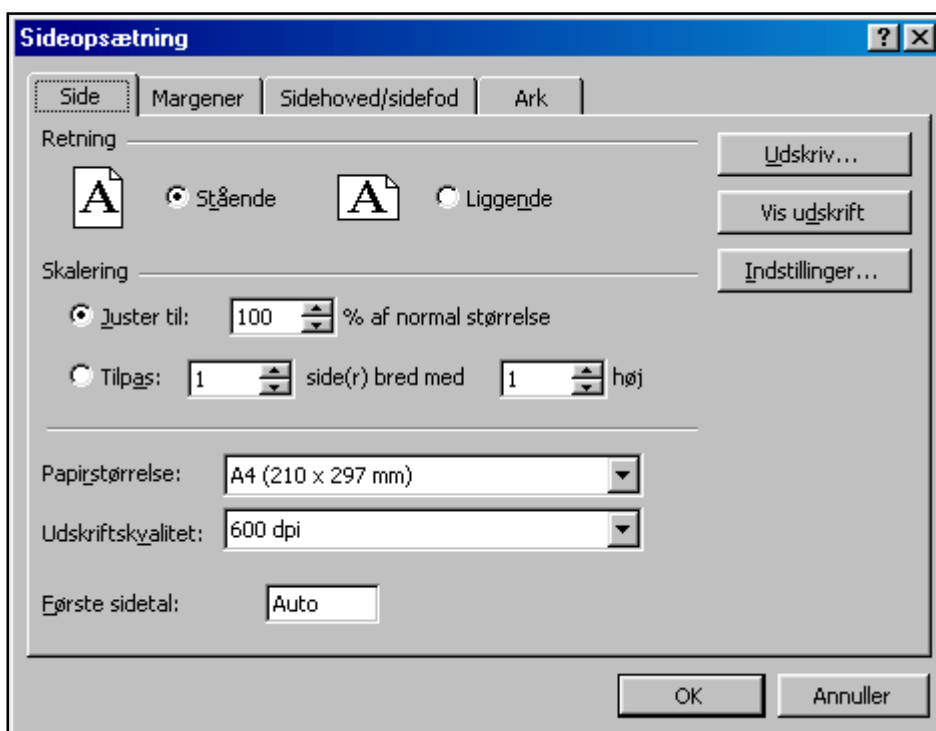 Sideopsætning
Side Margener Sidehoved/sidefod Ark
Retning
A Stående A Liggende
Udskriv...
Vis udskrift
Indstillinger...
Skalering
Juster til: 100 % af normal størrelse
Tilpas: 1 side(r) bred med 1 høj
Papirstørrelse: A4 (210 x 297 mm)
Udskriftskvalitet: 600 dpi
Første sidetal: Auto
OK Annuller